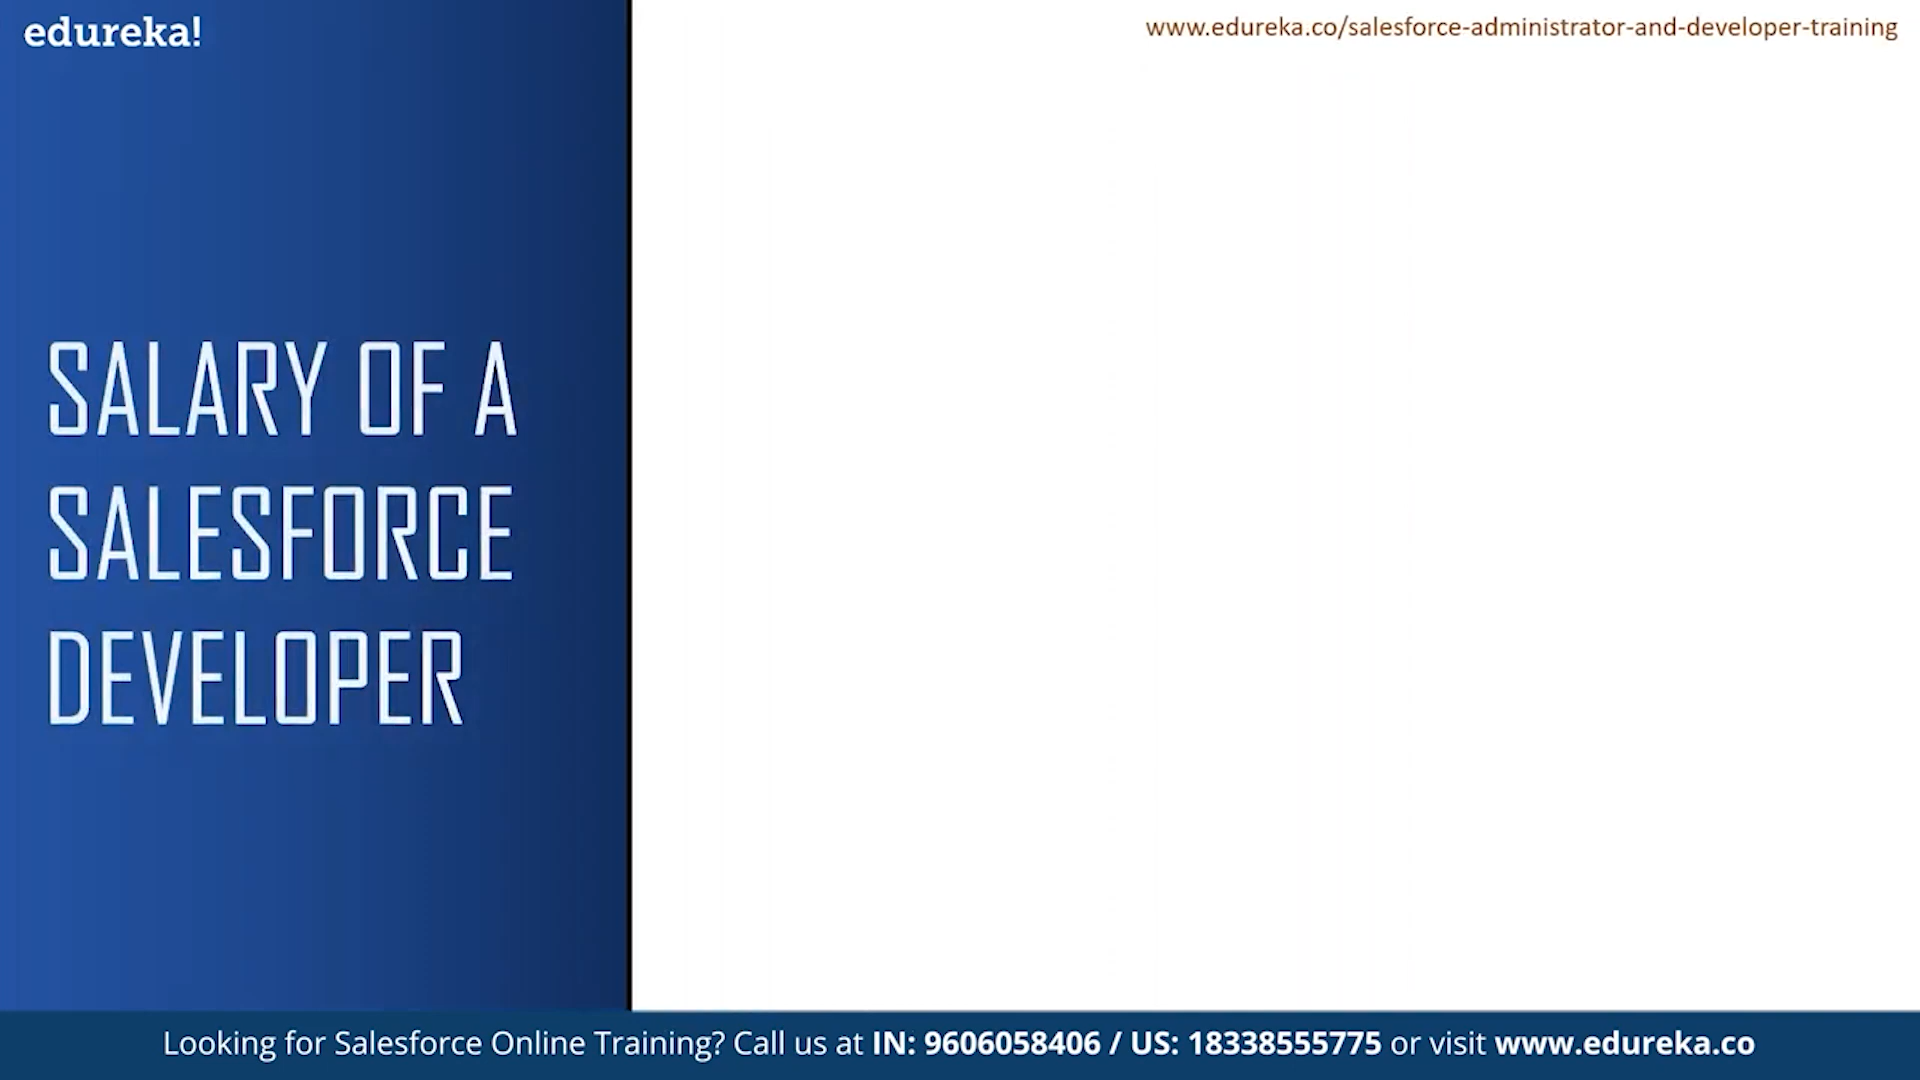 edureka!
www.edureka.co/salesforce-administrator-and-developer-training
SALARY OF A
SALESFORCE
DEVELOPER
Looking for Salesforce Online Training? Call us at IN: 9606058406 / US: 18338555775 or visit www.edureka.co